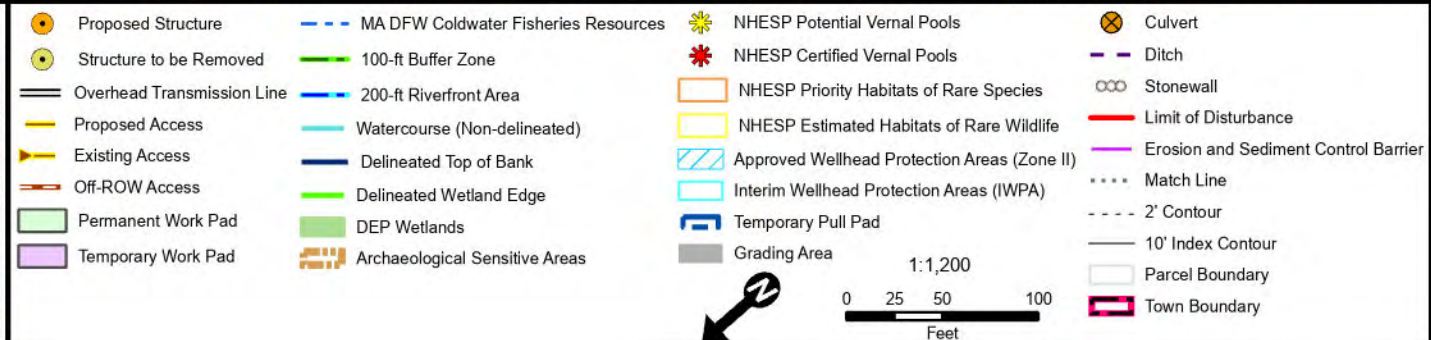 Proposed Structure
Structure to be Removed
Overhead Transmission Line
Proposed Access
Existing Access
Off-ROW Access
Permanent Work Pad
Temporary Work Pad
MA DFW Coldwater Fisheries Resources
100-ft Buffer Zone
200-ft Riverfront Area
Watercourse (Non-delineated)
Delineated Top of Bank
Delineated Wetland Edge
DEP Wetlands
Archaeological Sensitive Areas
NHESP Potential Vernal Pools
NHESP Certified Vernal Pools
NHESP Priority Habitats of Rare Species
NHESP Estimated Habitats of Rare Wildlife
Approved Wellhead Protection Areas (Zone II)
Interim Wellhead Protection Areas (IWPA)
Temporary Pull Pad
Grading Area
N
1:1,200
0 25 50 100
Feet
Culvert
Ditch
Stonewall
Limit of Disturbance
Erosion and Sediment Control Barrier
Match Line
2' Contour
10' Index Contour
Parcel Boundary
Town Boundary